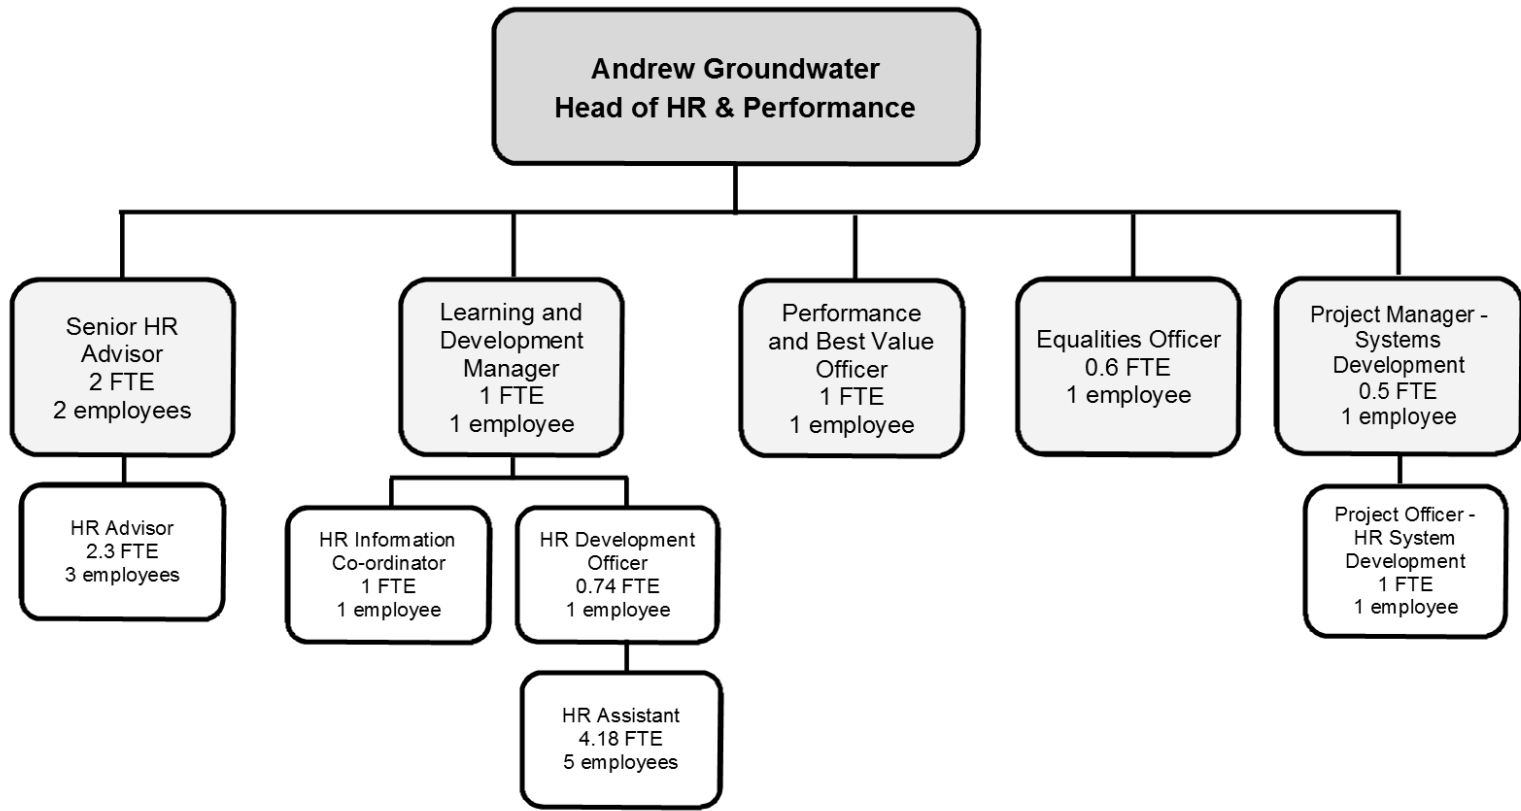 Andrew Groundwater
Head of HR & Performance
Senior HR
Advisor
2 FTE
2 employees
Learning and
Development
Manager
1 FTE
1 employee
Performance
and Best Value
Officer
1 FTE
1 employee
Equalities Officer
0.6 FTE
1 employee
Project Manager -
Systems
Development
0.5 FTE
1 employee
HR Advisor
2.3 FTE
3 employees
HR Information
Co-ordinator
1 FTE
1 employee
HR Development
Officer
0.74 FTE
1 employee
Project Officer -
HR System
Development
1 FTE
1 employee
HR Assistant
4.18 FTE
5 employees